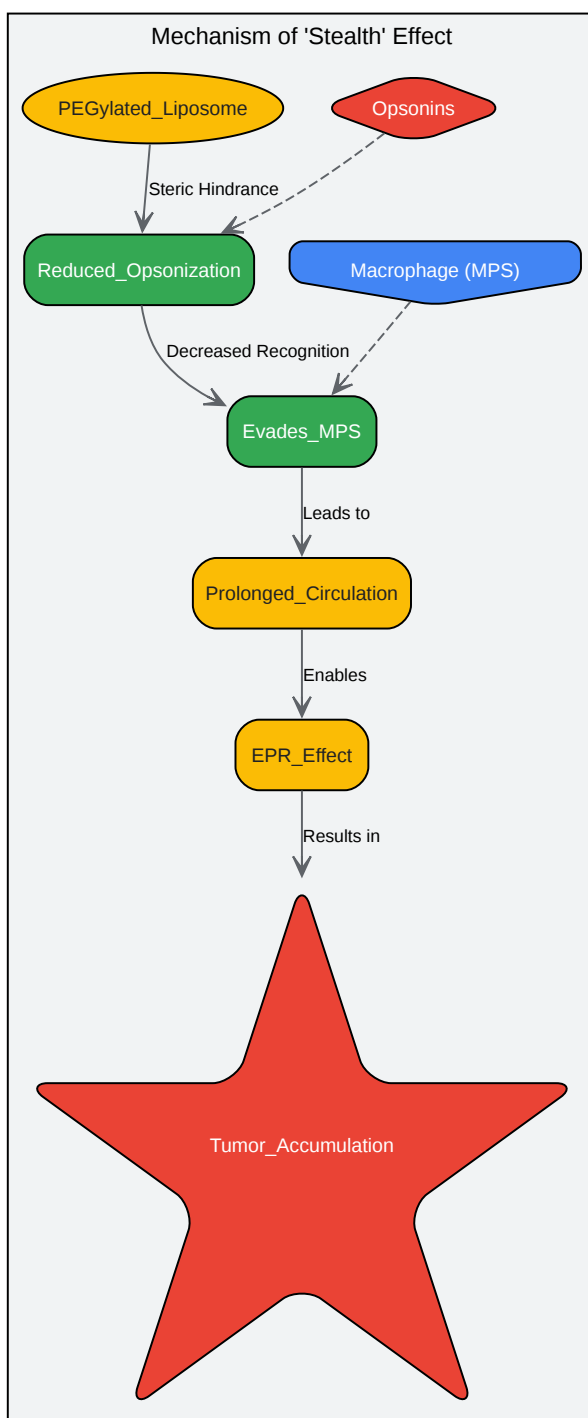 Mechanism of 'Stealth' Effect
PEGylated_Liposome
Opsonins
Steric Hindrance
Reduced_Opsonization
Macrophage (MPS)
Decreased Recognition
Evades_MPS
Leads to
Prolonged_Circulation
Enables
EPR_Effect
Results in
Tumor_Accumulation